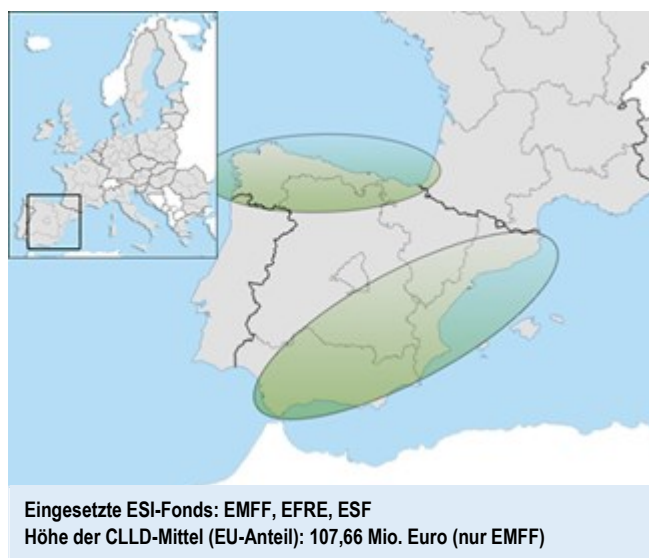 Eingesetzte ESI-Fonds: EMFF, EFRE, ESF
Höhe der CLLD-Mittel (EU-Anteil): 107,66 Mio. Euro (nur EMFF)